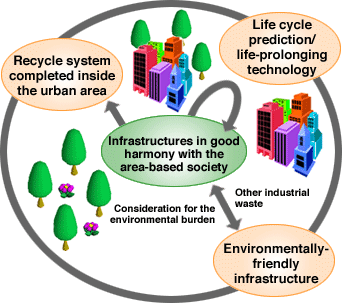 Life cycle
prediction/
life-prolonging
technology
Recycle system
completed inside
the urban area
Infrastructures in good
harmony with the
area-based society
Other industrial
waste
Consideration for the
environmental burden
Environmentally-
friendly
infrastructure